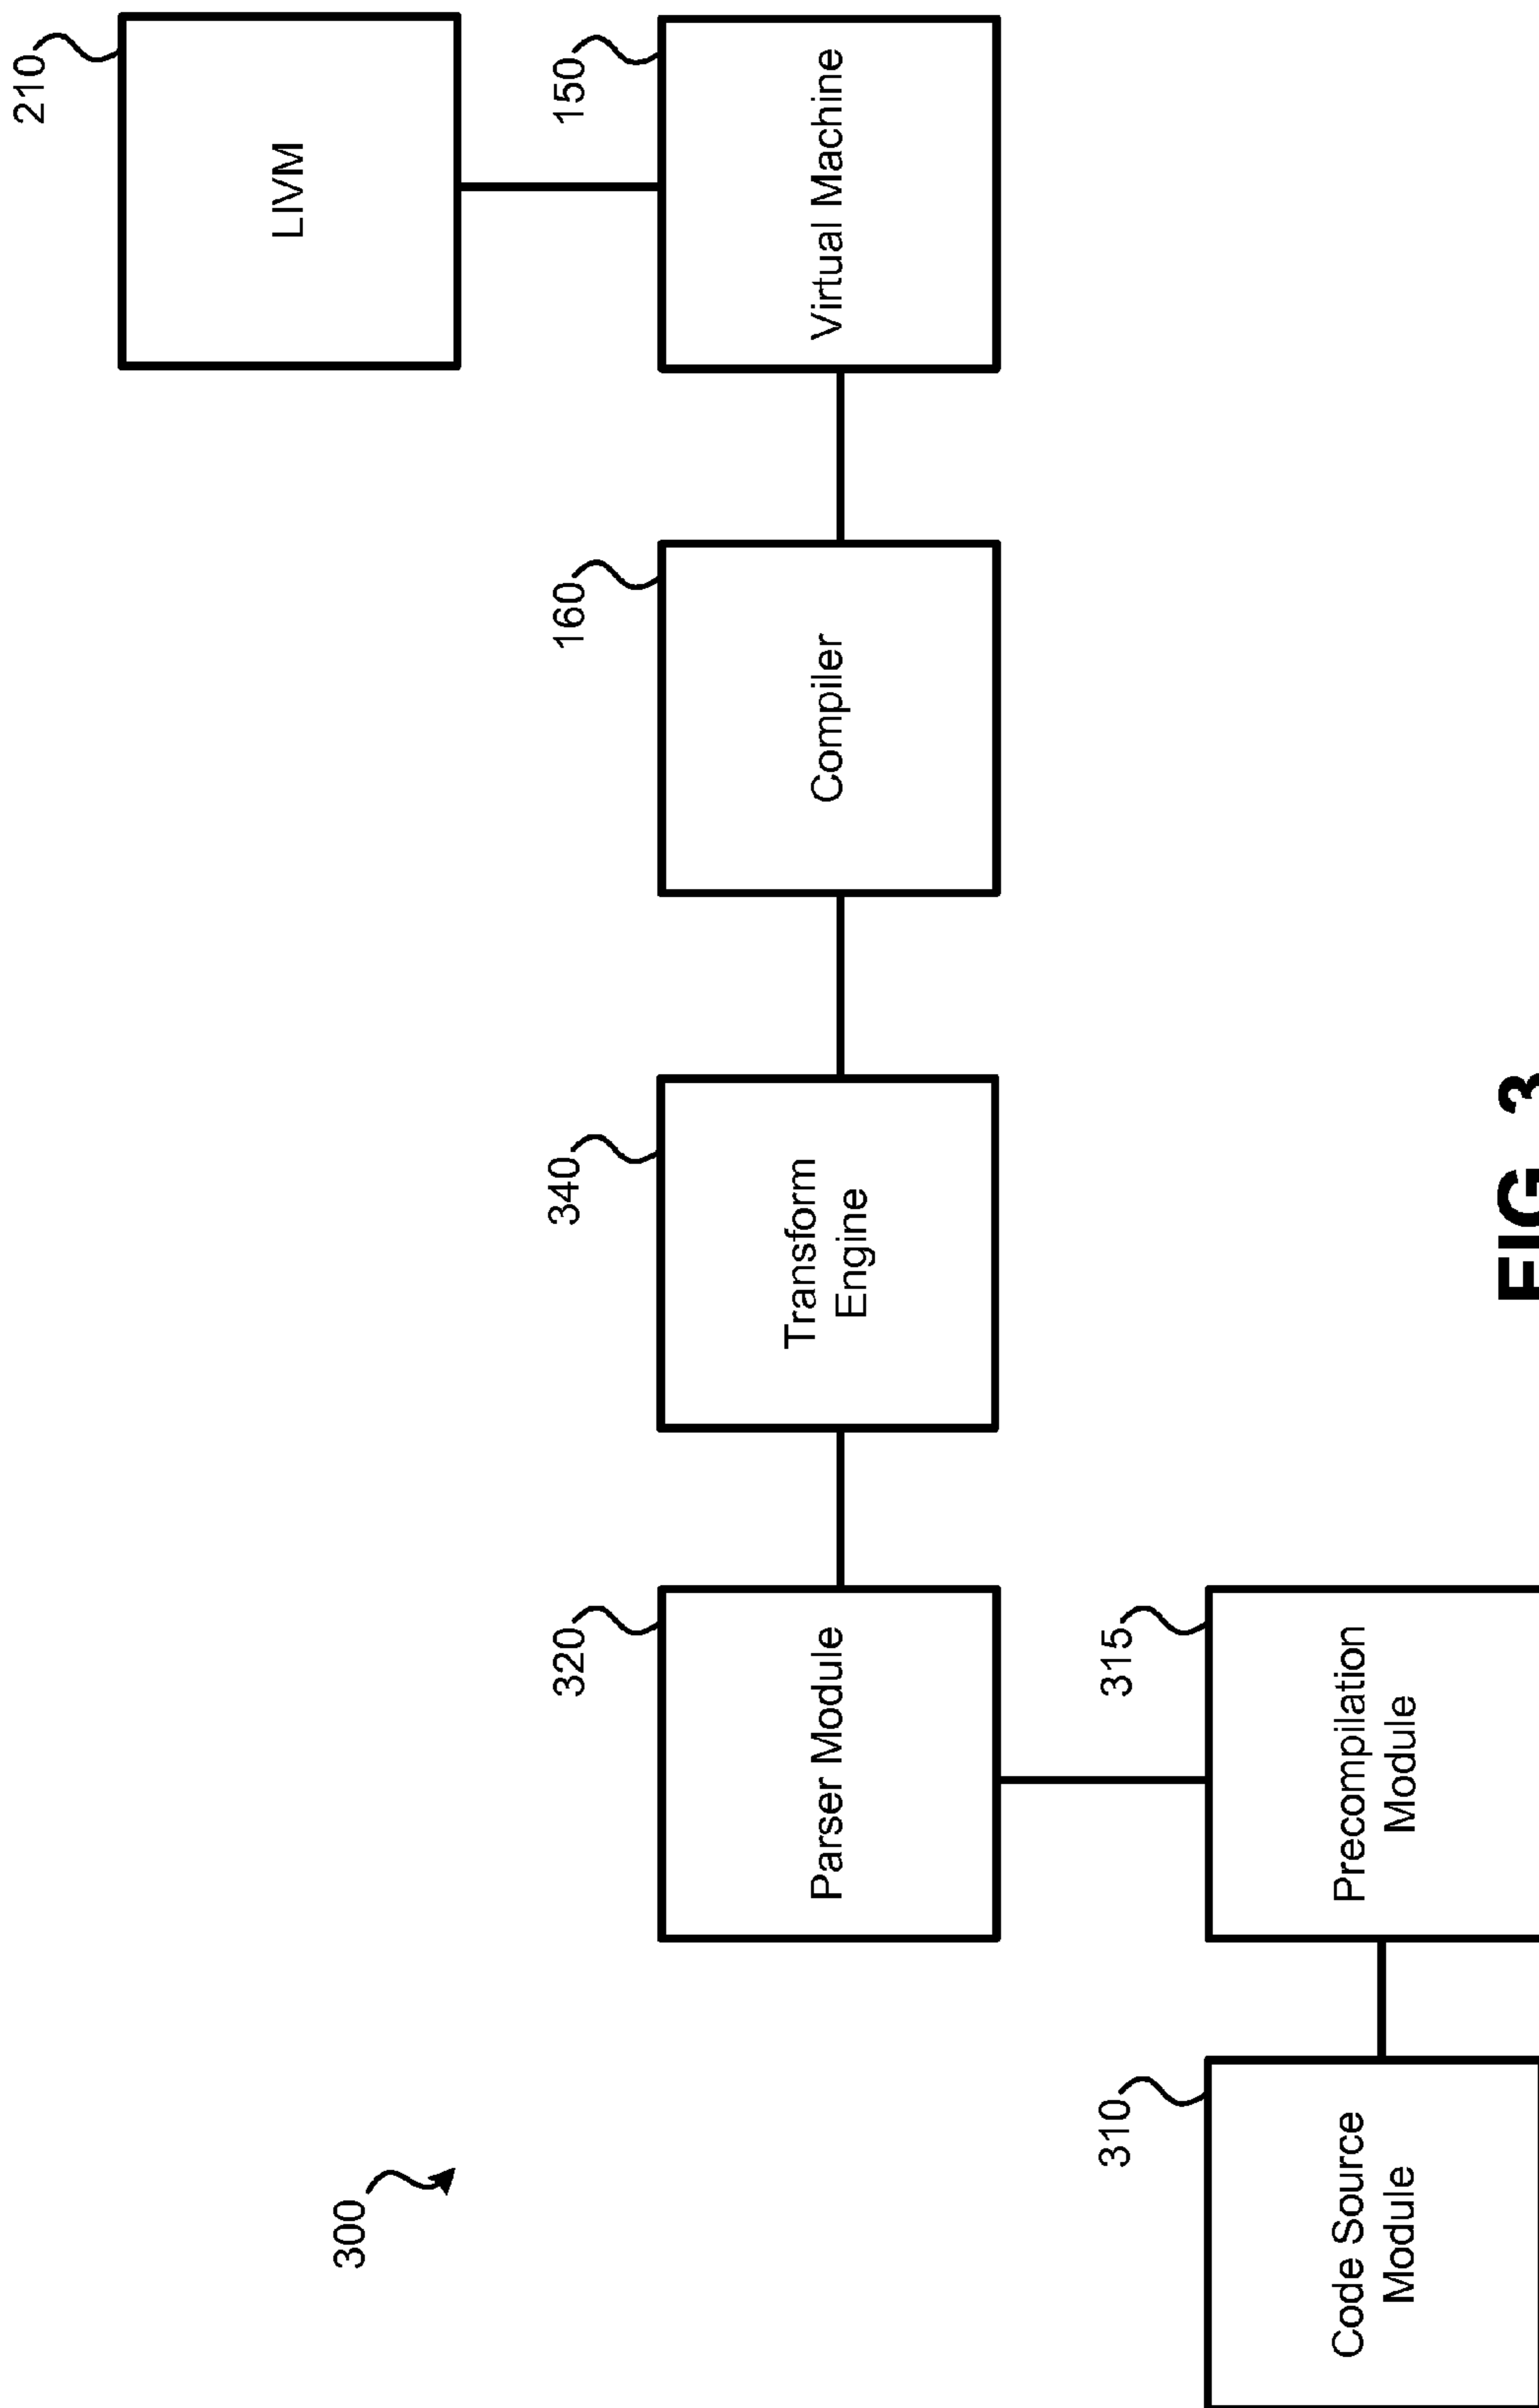 210
LIVM
300
320
Parser Module
340
Transform
Engine
160
Compiler
150
Virtual Machine
310
Code Source
Module
315
Precompilation
Module
FIG 3